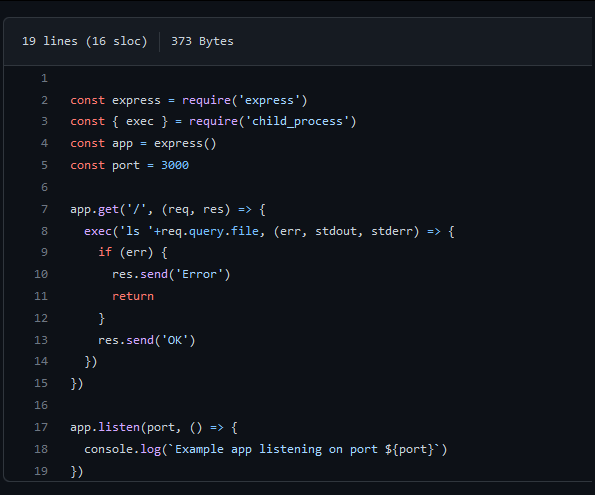 19 lines (16 sloc) 373 Bytes
1
2 const express = require('express')
3 const { exec } = require('child_process')
4 const app = express()
5 const port = 3000
6
7 app.get('/', (req, res) => {
8 exec('ls '+req.query.file, (err, stdout, stderr) => {
9 if (err) {
10 res.send('Error')
11 return
12 }
13 res.send('OK')
14 })
15 })
16
17 app.listen(port, () => {
18 console.log(`Example app listening on port ${port}`)
19 })